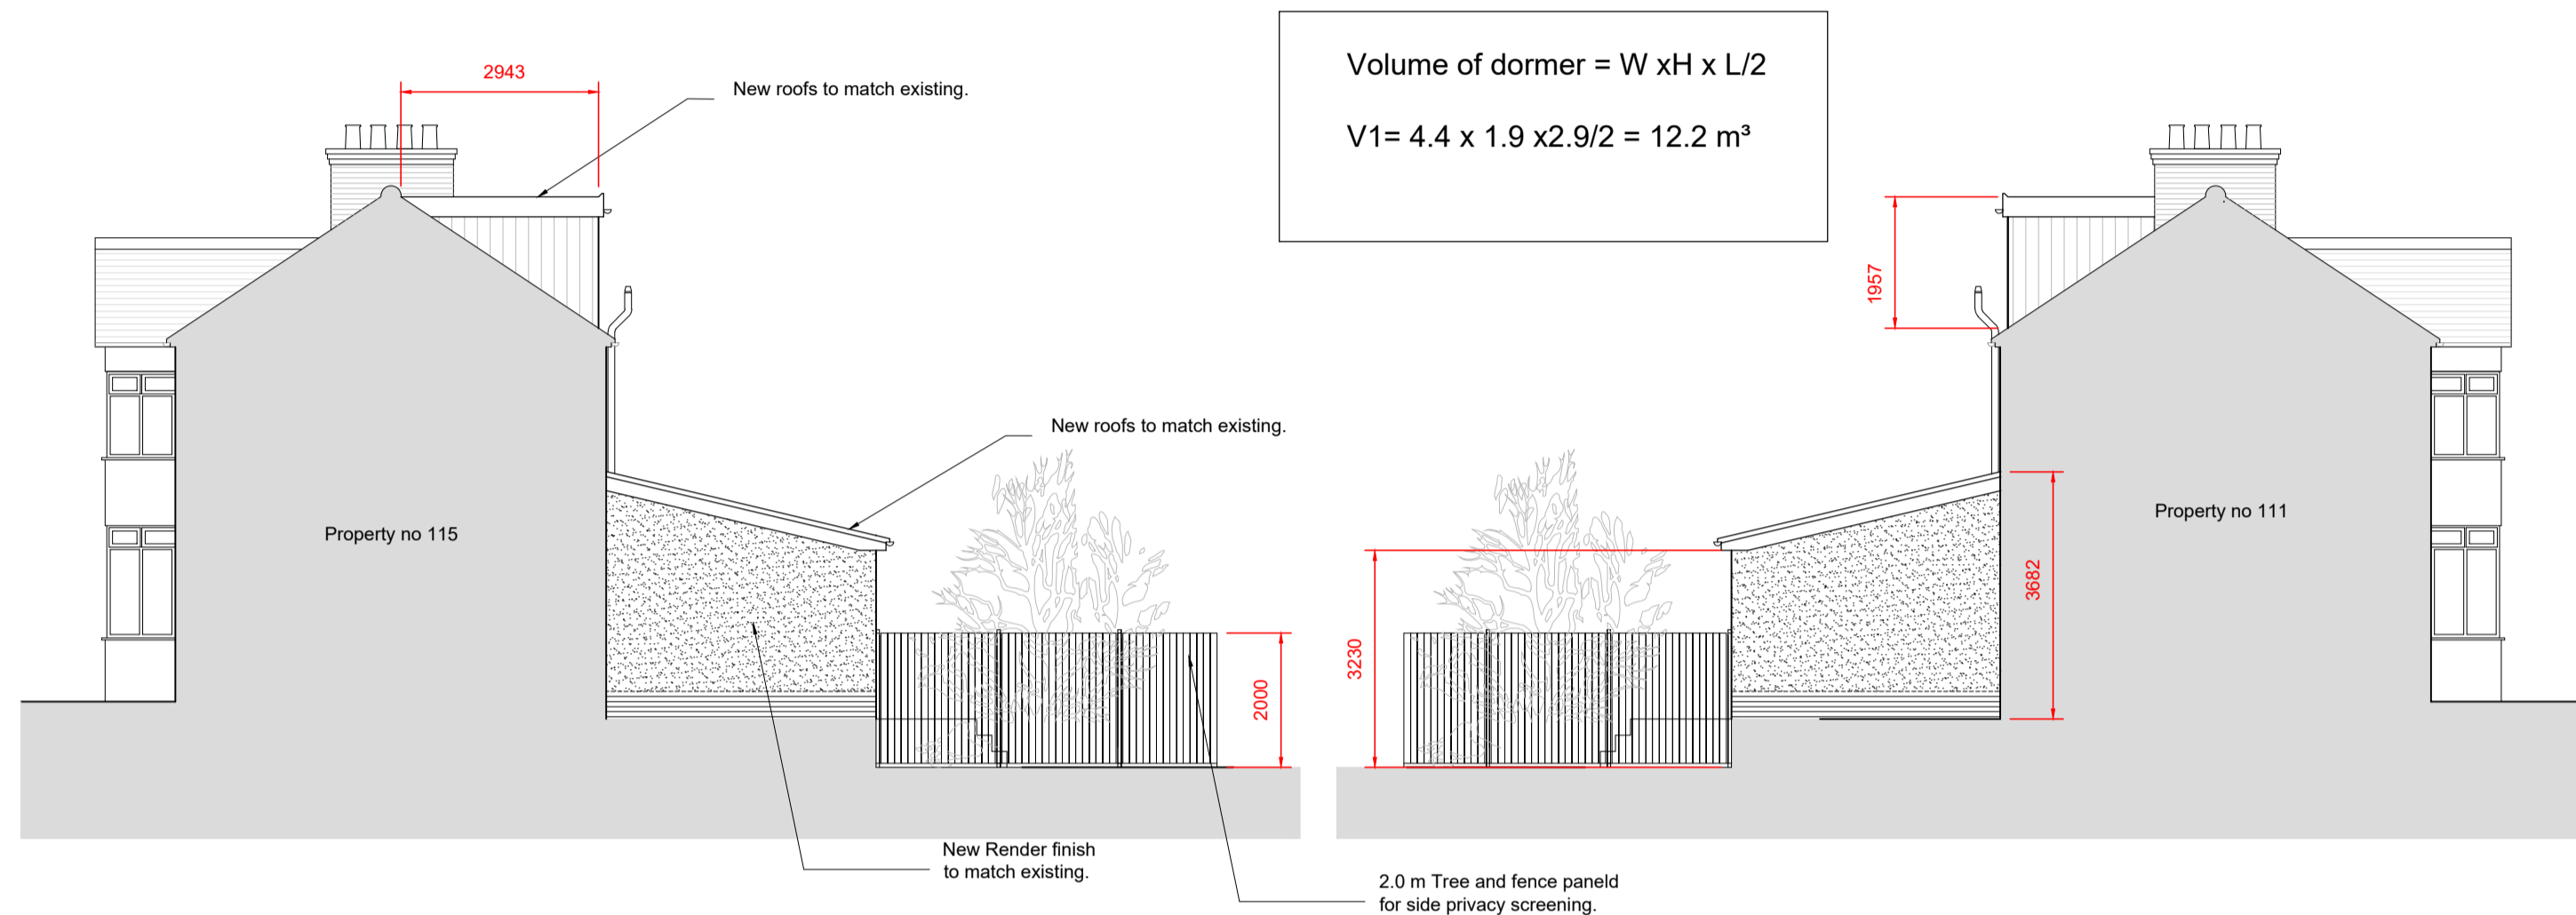 2943
New roofs to match existing.
Volume of dormer = W xH x L/2
V1= 4.4 x 1.9 x2.9/2 = 12.2 m³
1957
New roofs to match existing.
Property no 115
Property no 111
3682
3230
2000
New Render finish
to match existing.
2.0 m Tree and fence paneld
for side privacy screening.